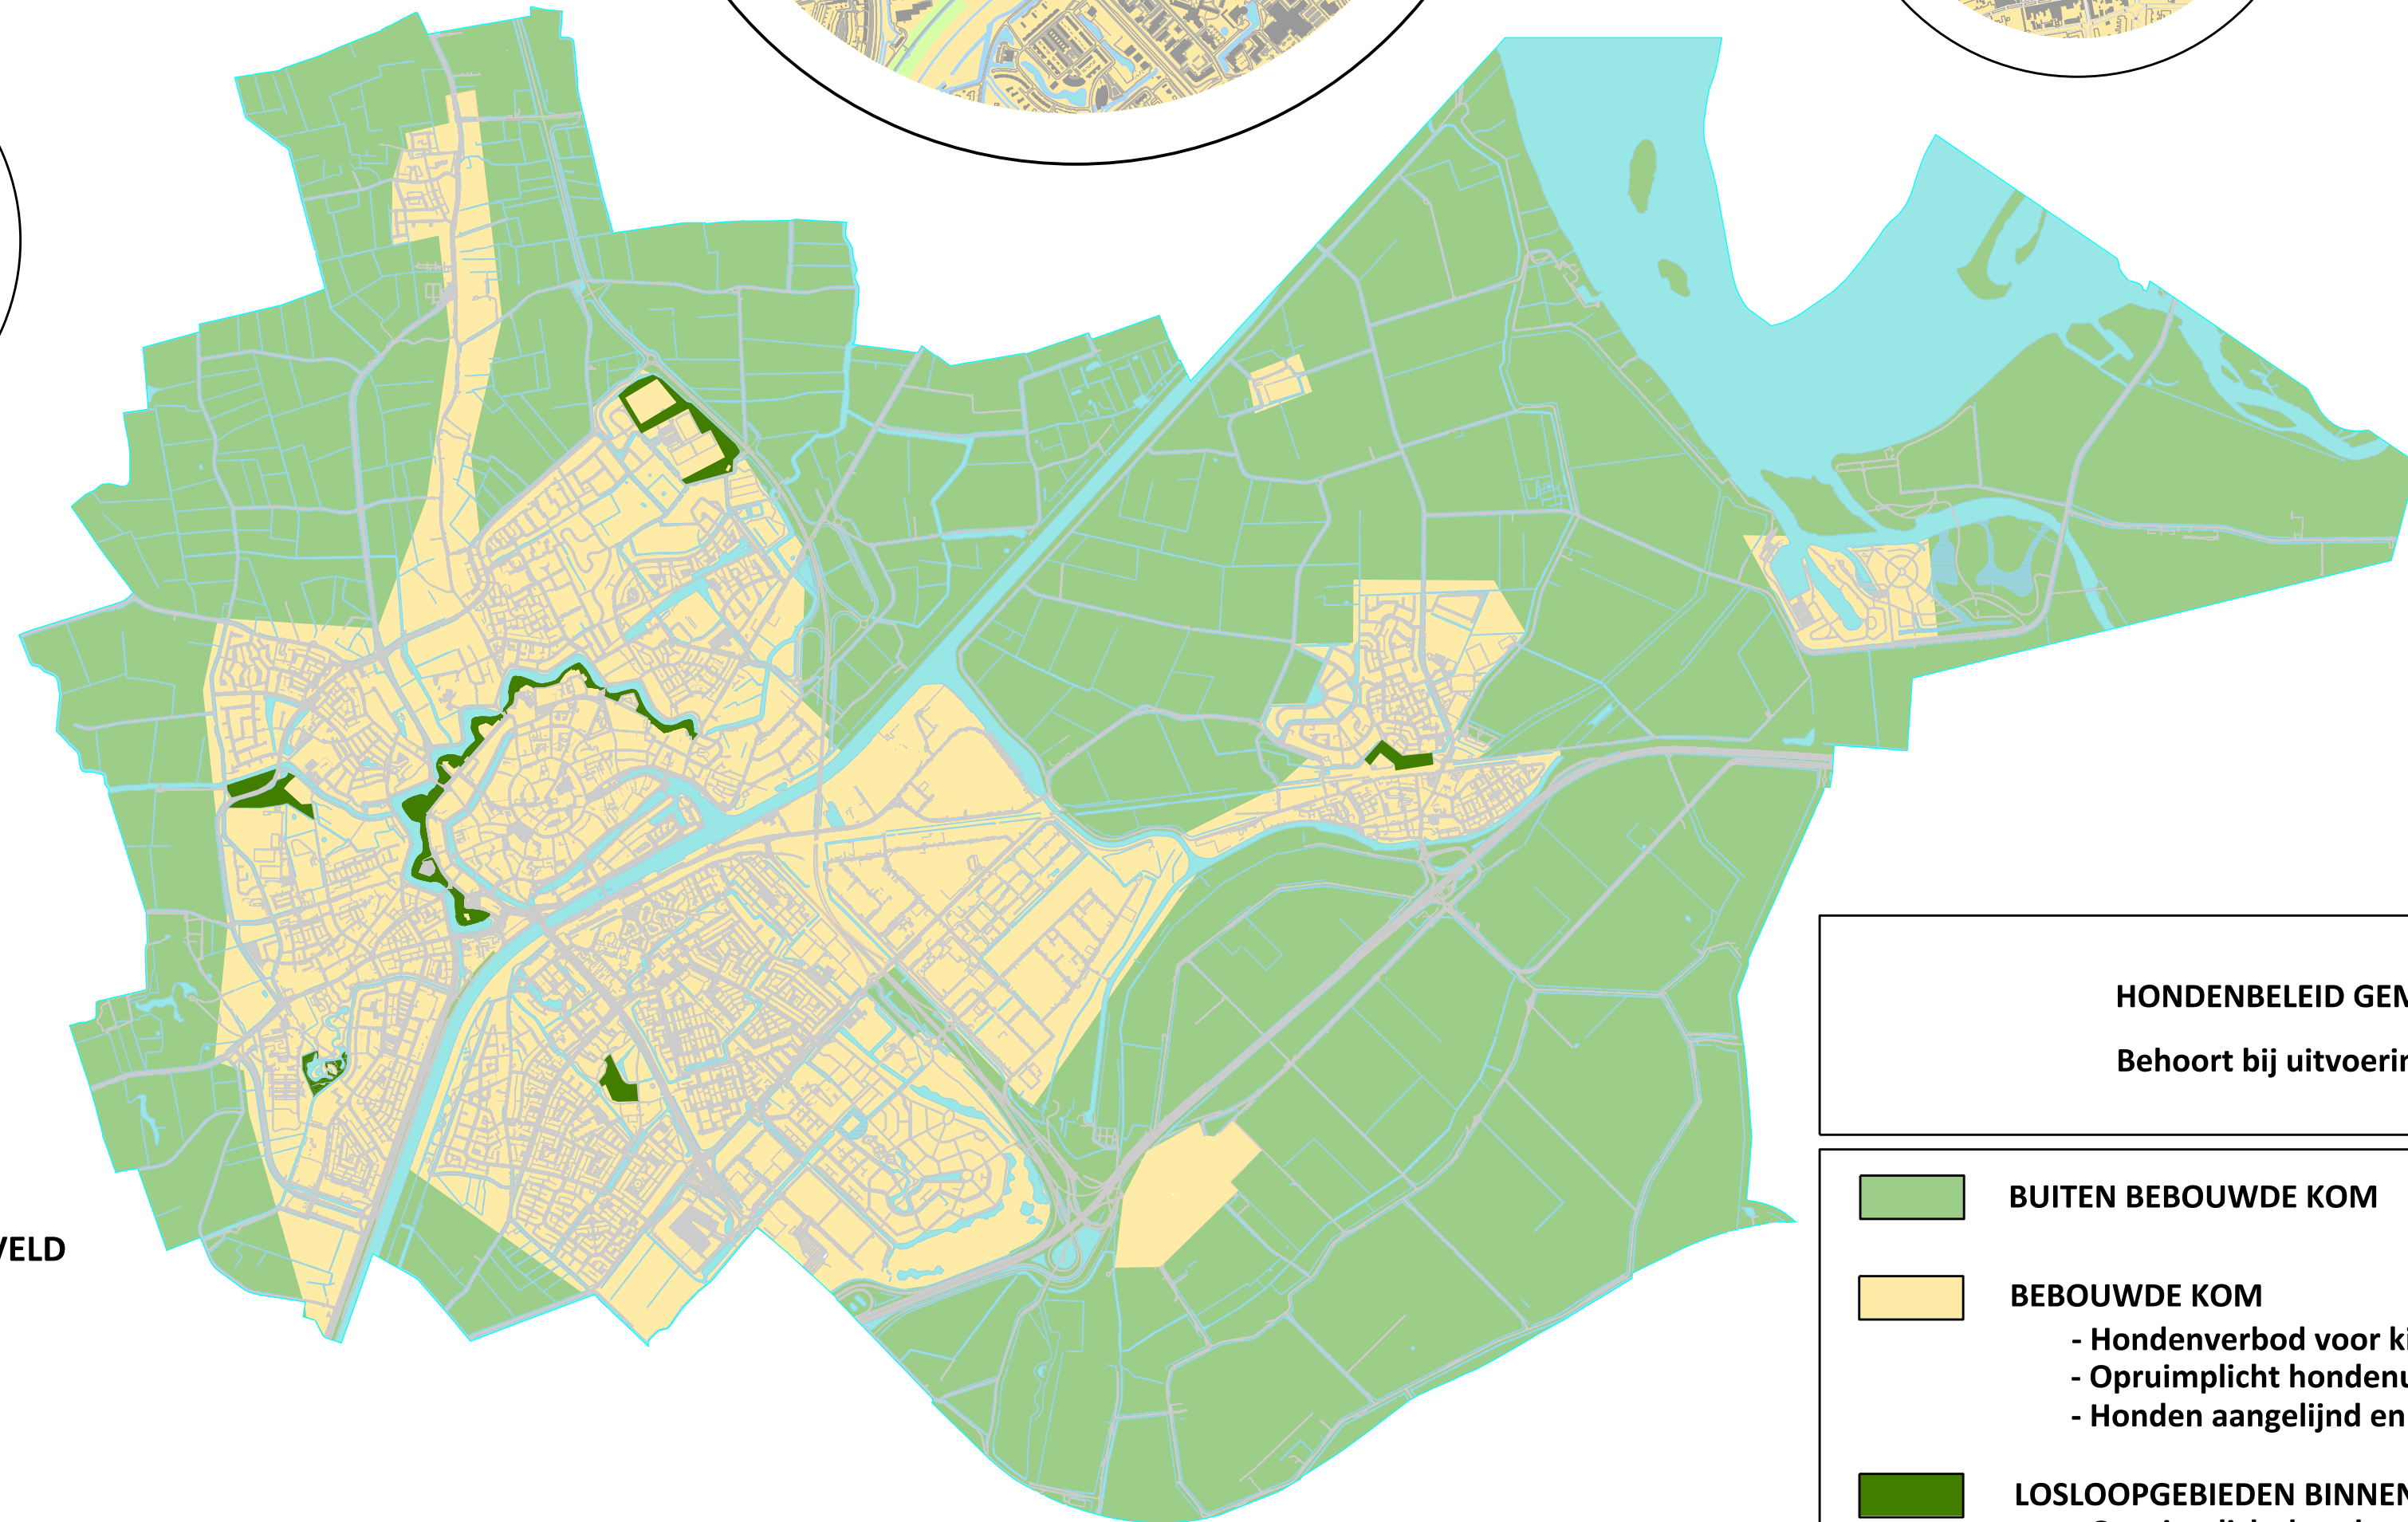 VELD
HONDENBELEID GEM
Behoort bij uitvoerin
BUITEN BEBOUWDE KOM
BEBOUWDE KOM
- Hondenverbod voor ki
- Opruimplicht hondenu
- Honden aangelijnd en
LOSLOOPGEBIEDEN BINNEN